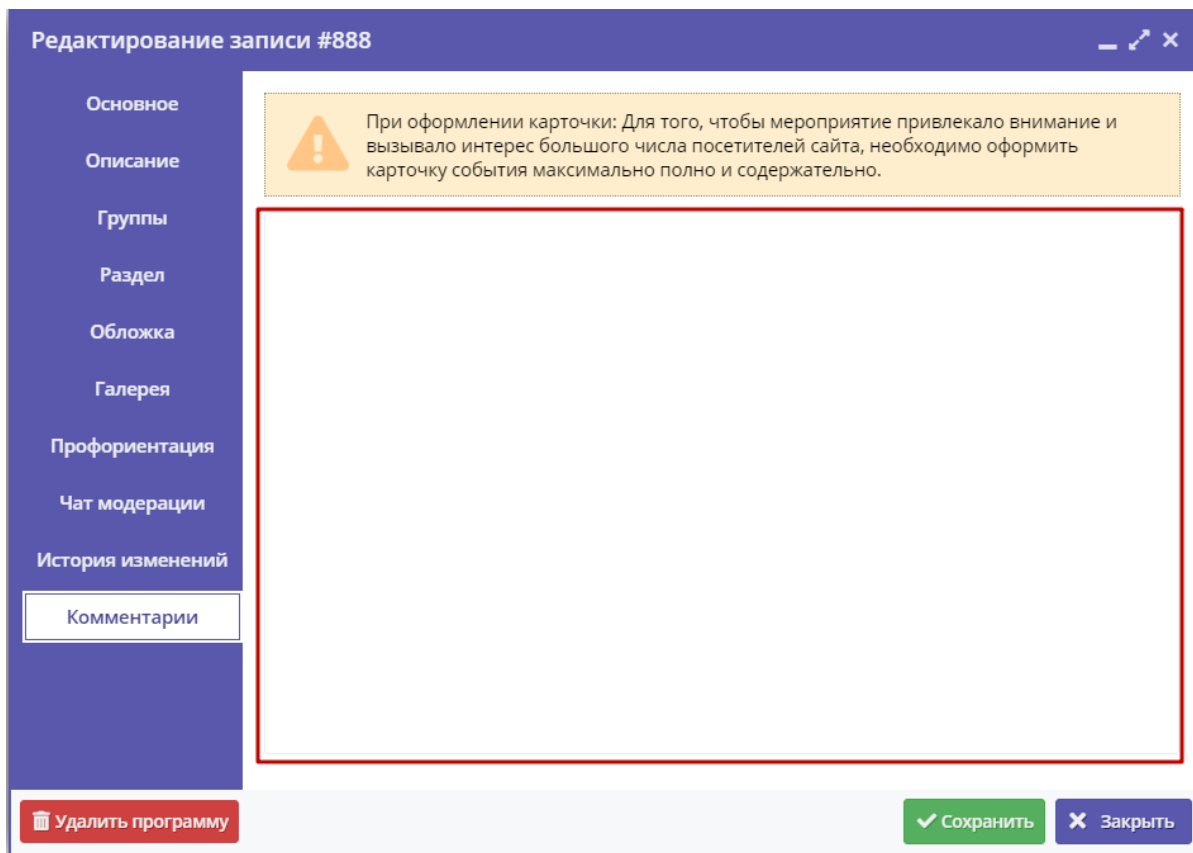 Редактирование записи #888
Основное
Описание
Группы
Раздел
Обложка
Галерея
Профориентация
Чат модерации
История изменений
Комментарии
При оформлении карточки: Для того, чтобы мероприятие привлекало внимание и
вызывало интерес большого числа посетителей сайта, необходимо оформить
карточку события максимально полно и содержательно.
Удалить программу
Сохранить
Закрыть